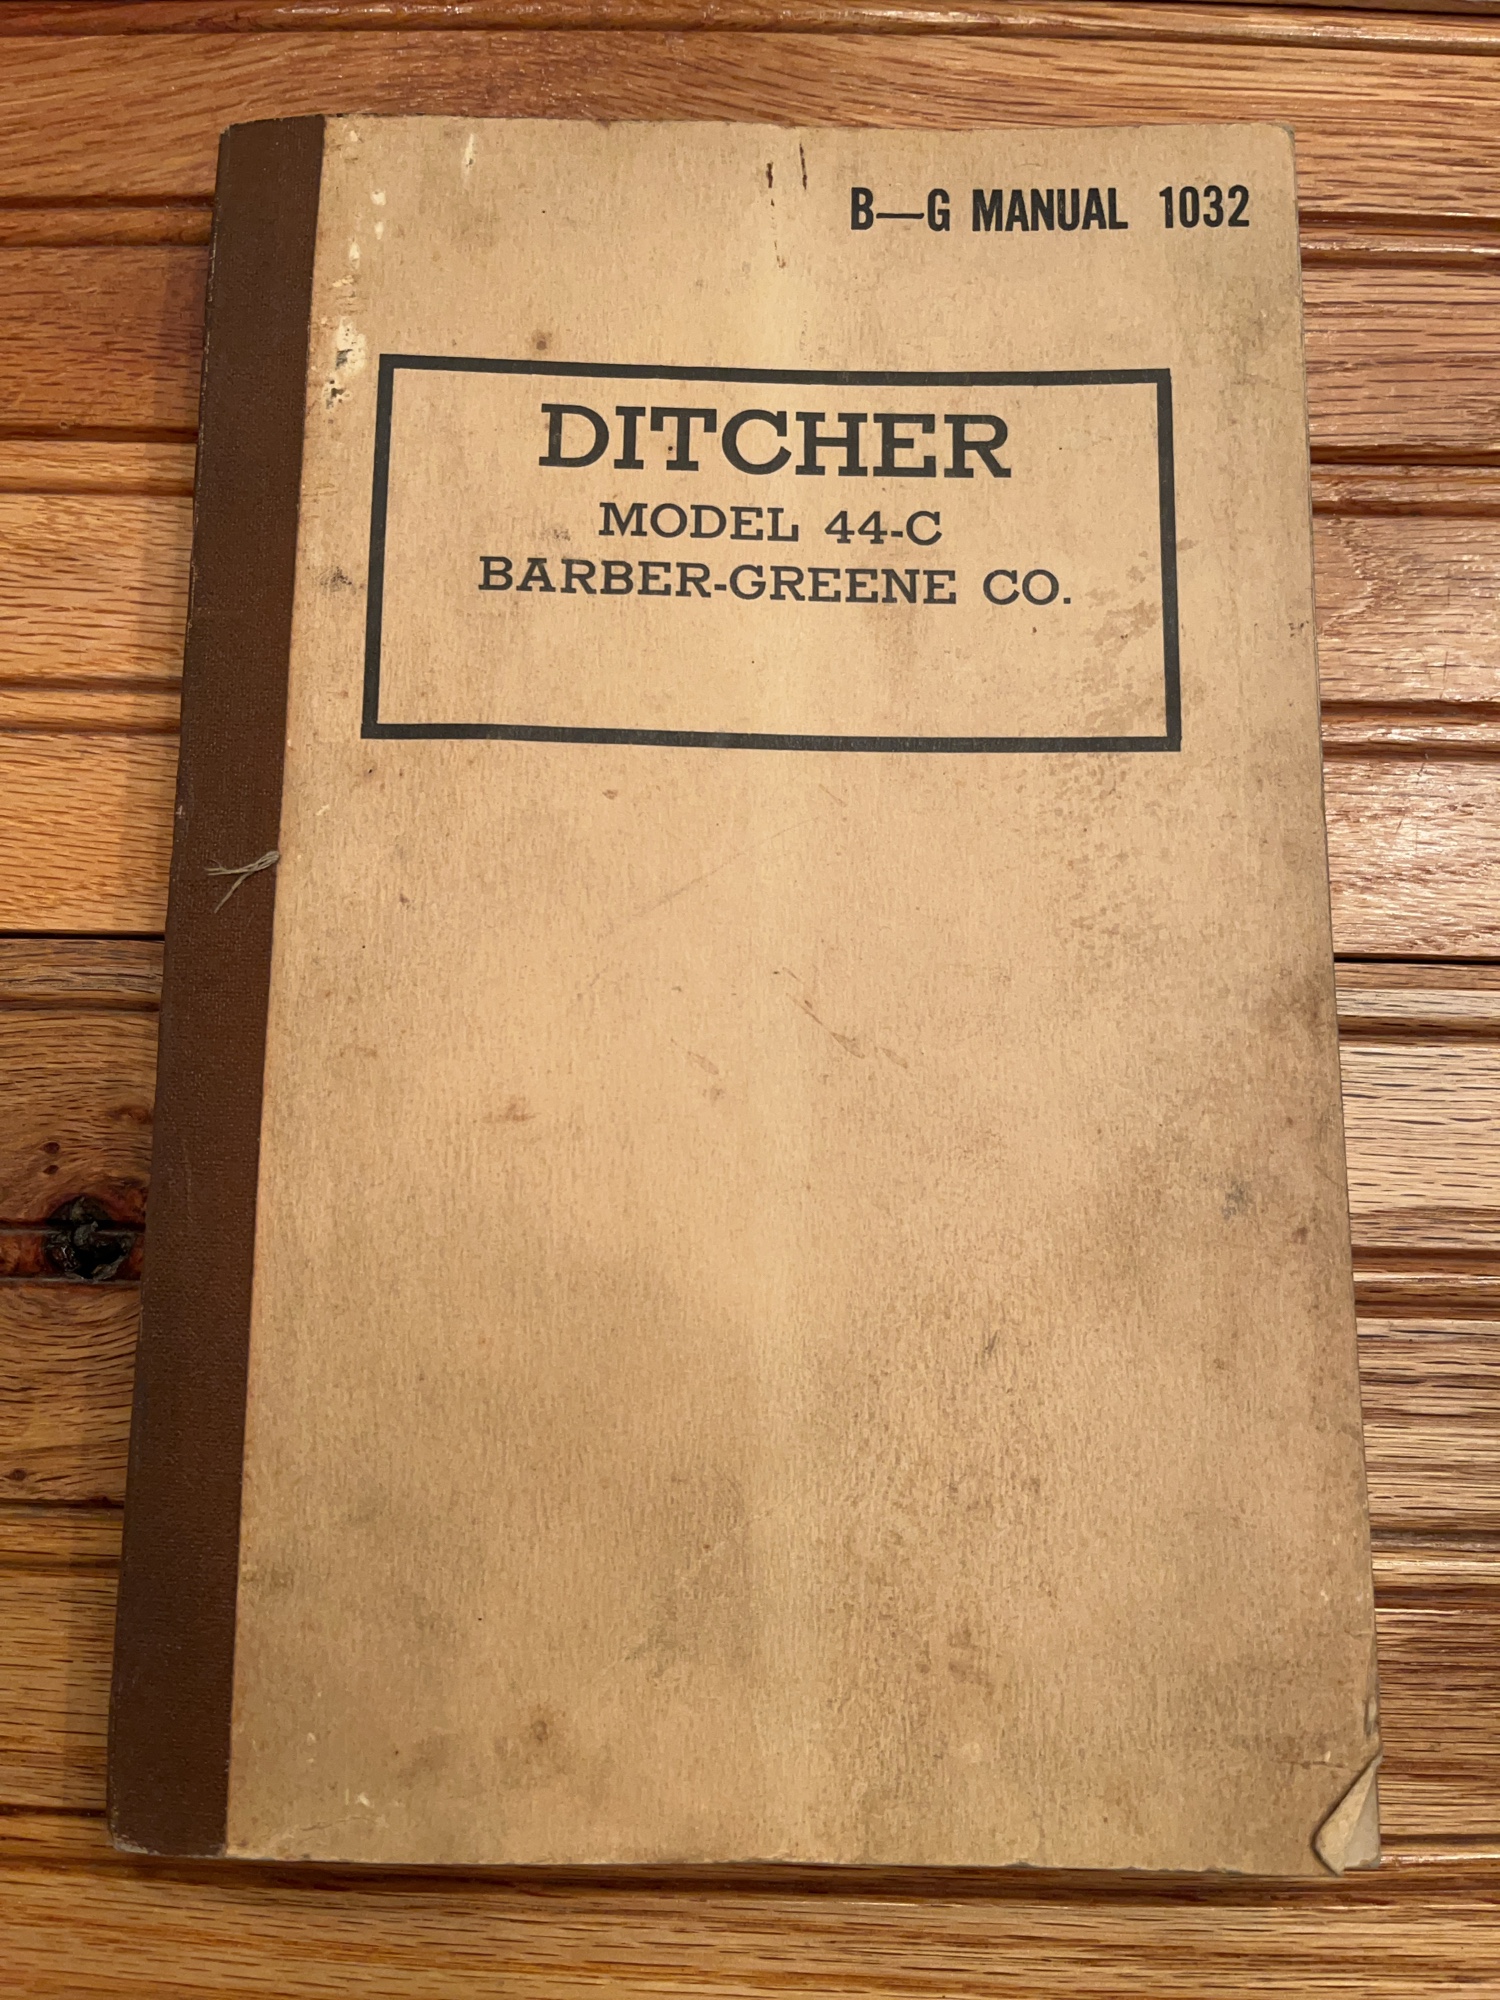 B—G MANUAL 1032
DITCHER
MODEL 44-C
BARBER-GREENE CO.